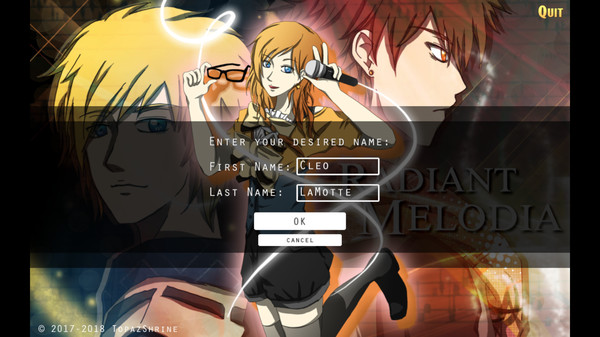 Quit
Enter your desired name:
First Name: Cleo
Last Name: LaMotte
Radiant
Melodia
OK
Cancel
© 2017-2018 TopazShrine